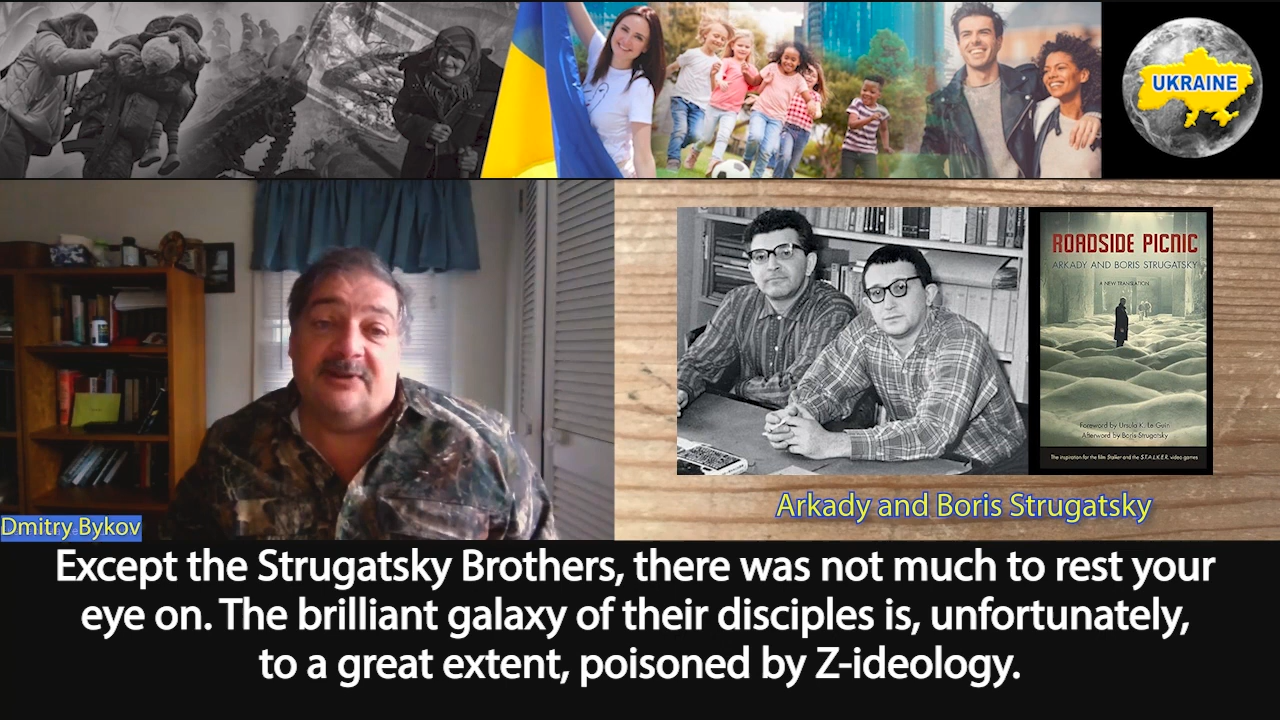 UKRAINE
ROADSIDE PICNIC
ARKADY AND BORIS STRUGATSKY
A NEW TRANSLATION
Foreword by Ursula K. Le Guin
Afterword by Boris Strugatsky
The inspiration for the film Stalker and the S.T.A.L.K.E.R. video games
Arkady and Boris Strugatsky
Dmitry Bykov
Except the Strugatsky Brothers, there was not much to rest your
eye on. The brilliant galaxy of their disciples is, unfortunately,
to a great extent, poisoned by Z-ideology.